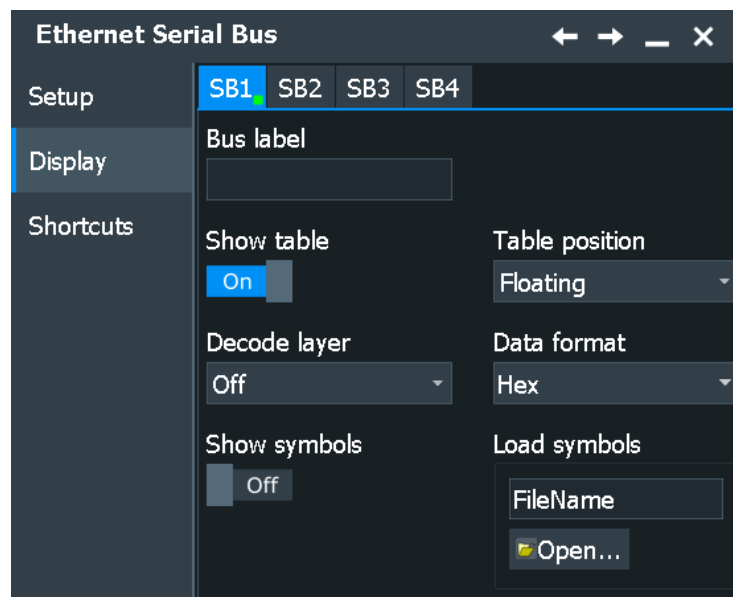 Ethernet Serial Bus
Setup
Display
Shortcuts
SB1 SB2 SB3 SB4
Bus label
Show table Table position
On Floating
Decode layer Data format
Off Hex
Show symbols Load symbols
Off
FileName
Open...